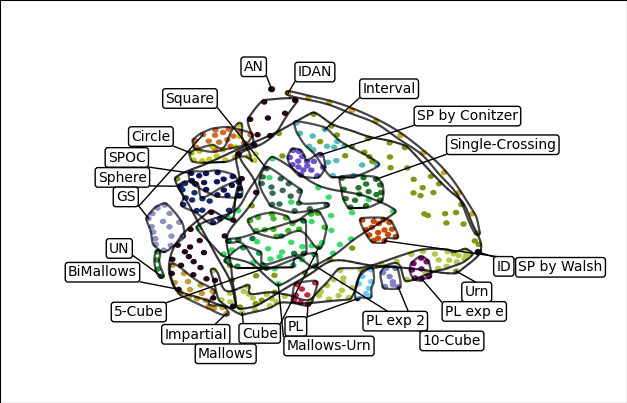 AN
IDAN
Interval
Square
SP by Conitzer
Circle
Single-Crossing
SPOC
Sphere
GS
UN
BiMallows
ID
SP by Walsh
Urn
5-Cube
PL exp e
Impartial
Cube
PL
PL exp 2
Mallows
Mallows-Urn
10-Cube